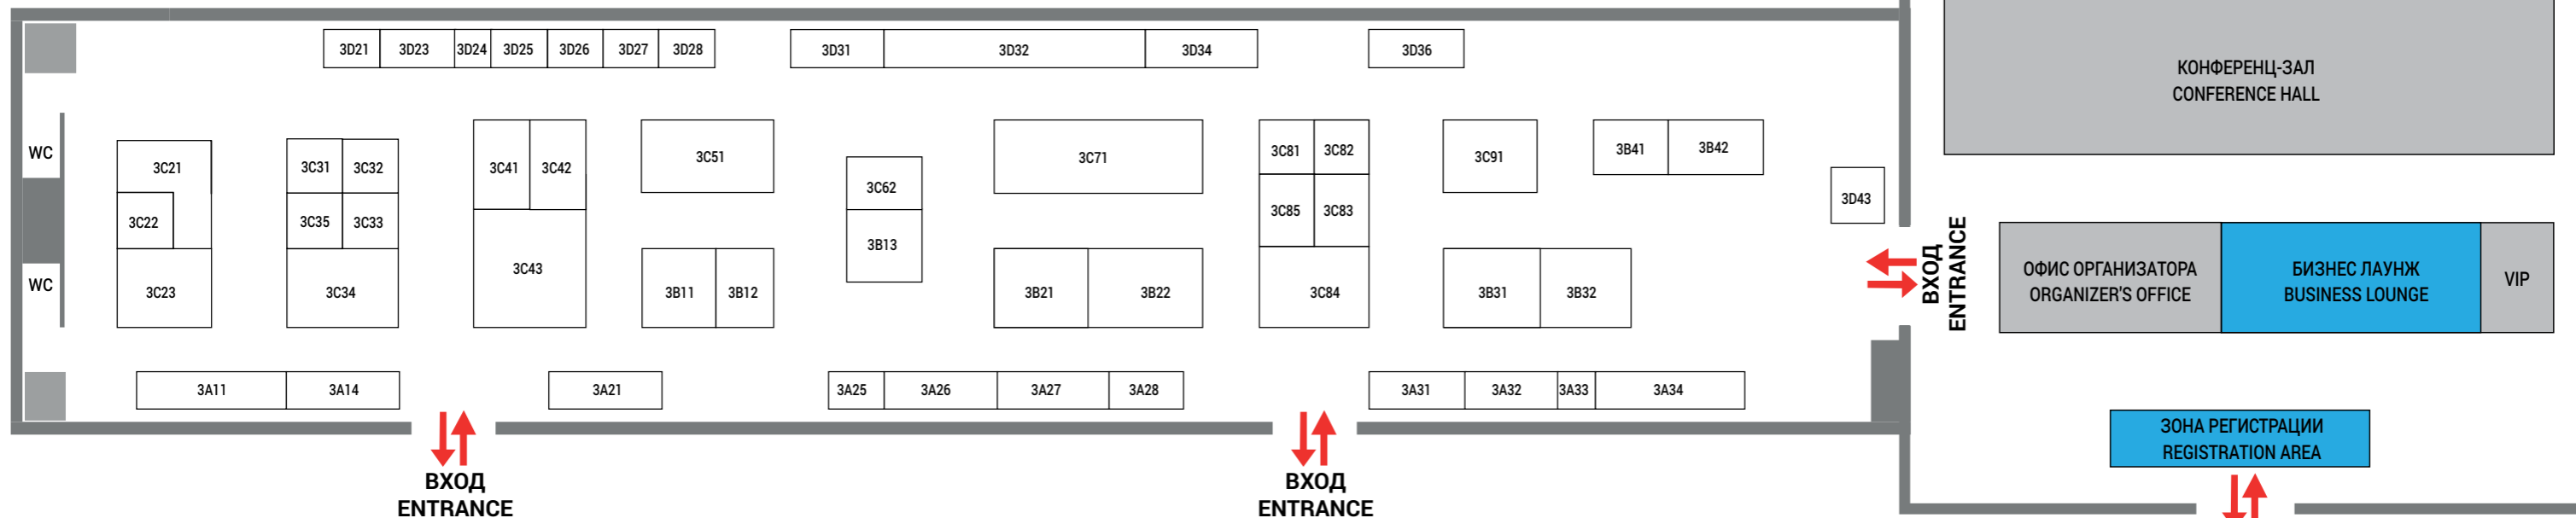 3D21 3D23 3D24 3D25 3D26 3D27 3D28 3D31 3D32 3D34 3D36
КОНФЕРЕНЦ-ЗАЛ
CONFERENCE HALL
WC 3C21 3C31 3C32 3C41 3C42 3C51 3C62 3C71 3C81 3C82 3C91 3B41 3B42
3C22 3C35 3C33 3C85 3C83 3D43
WC 3C23 3C34 3C43 3B11 3B12 3B13 3B21 3B22 3C84 3B31 3B32
ВХОД
ENTRANCE
ОФИС ОРГАНИЗАТОРА
ORGANIZER'S OFFICE
БИЗНЕС ЛАУНЖ
BUSINESS LOUNGE
VIP
3A11 3A14 3A21 3A25 3A26 3A27 3A28 3A31 3A32 3A33 3A34
ЗОНА РЕГИСТРАЦИИ
REGISTRATION AREA
ВХОД
ENTRANCE
ВХОД
ENTRANCE